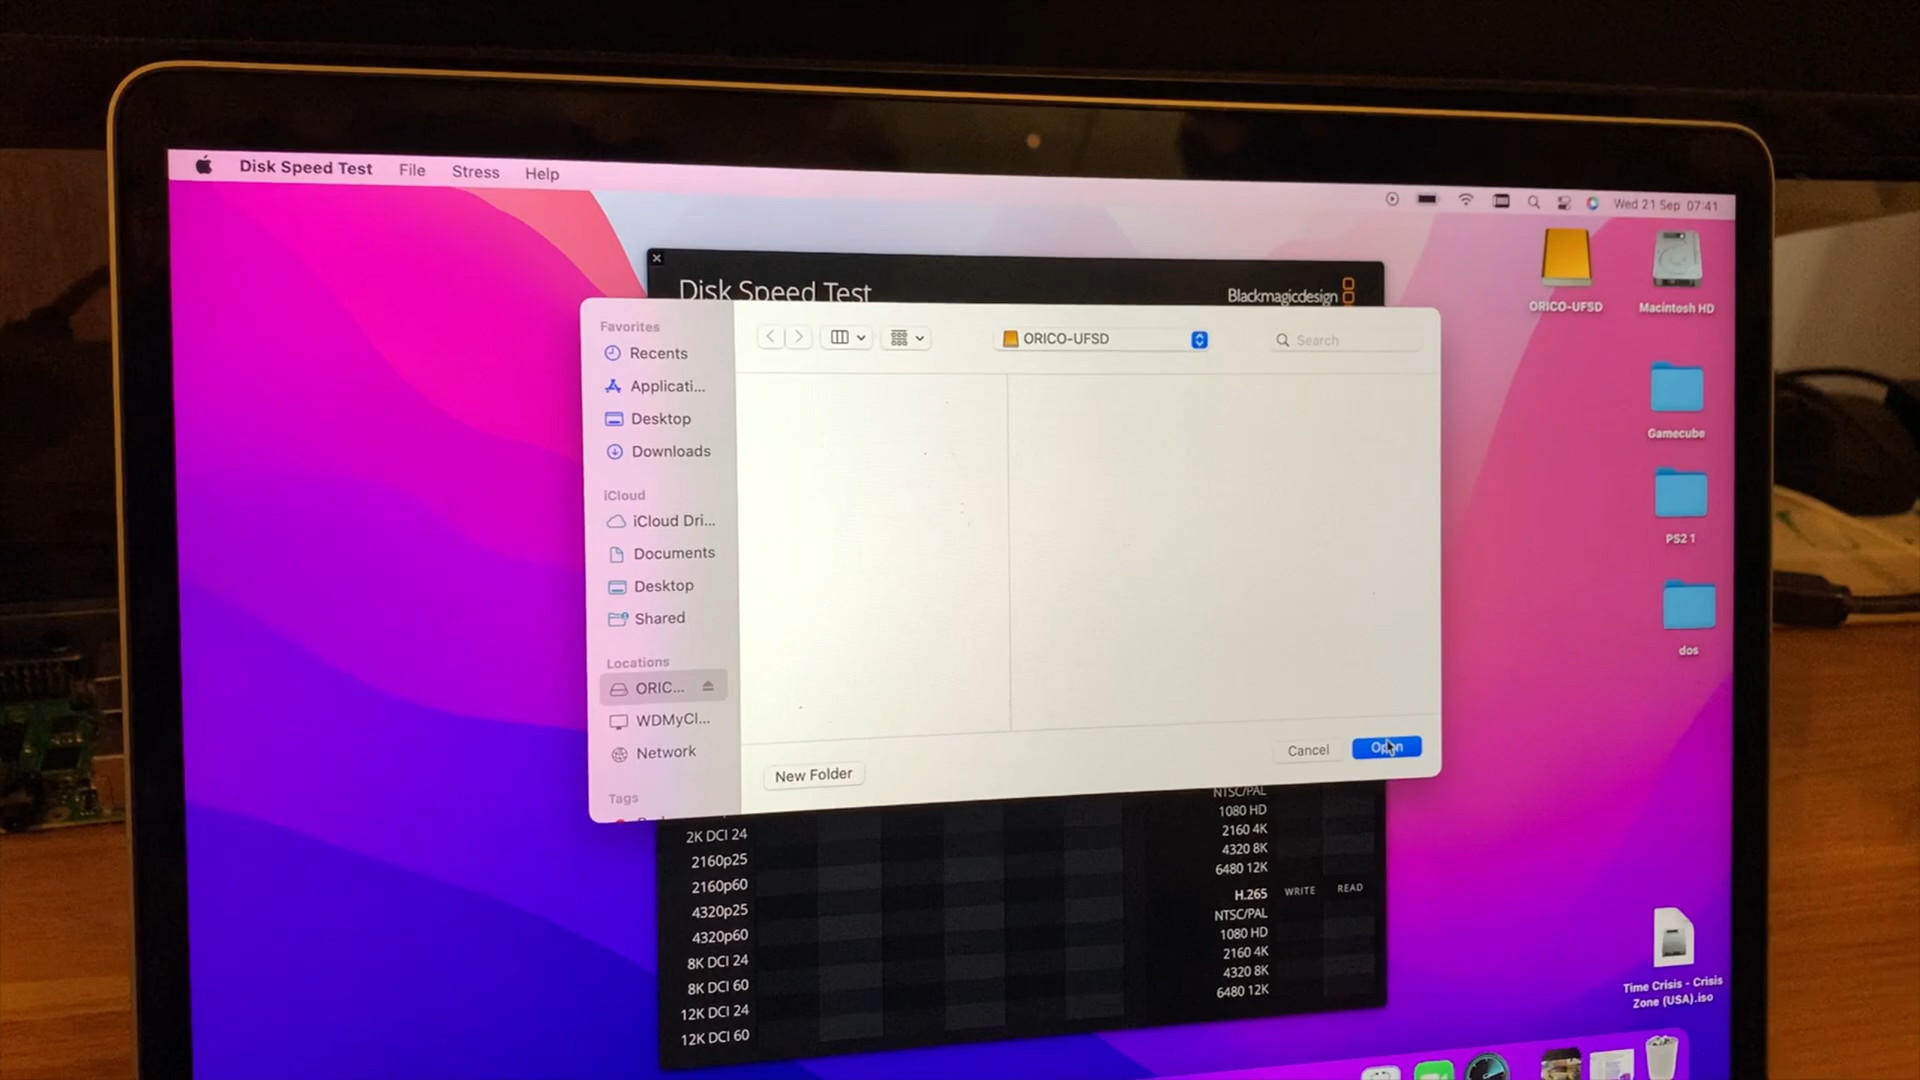 Disk Speed Test File Stress Help
Wed 21 Sep 07:41
ORICO-UFSD
Macintosh HD
Gamecube
PS2 1
dos
Time Crisis - Crisis
Zone (USA).iso
Disk Speed Test
Blackmagicdesign
Favorites
Recents
Applicati...
Desktop
Downloads
iCloud
iCloud Dri...
Documents
Desktop
Shared
Locations
ORIC...
WDMyCl...
Network
Tags
ORICO-UFSD
Search
New Folder
Cancel
Open
2K DCI 24
2160p25
2160p60
4320p25
4320p60
8K DCI 24
8K DCI 60
12K DCI 24
12K DCI 60
NTSC/PAL
1080 HD
2160 4K
4320 8K
6480 12K
H.265 WRITE READ
NTSC/PAL
1080 HD
2160 4K
4320 8K
6480 12K